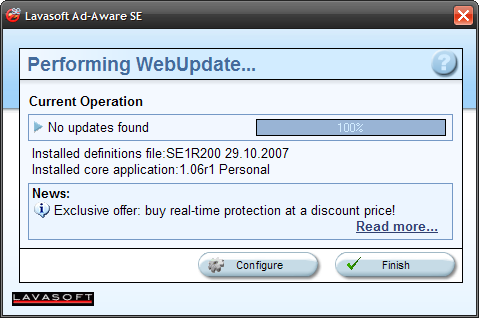 Lavasoft Ad-Aware SE
Performing WebUpdate...
?
Current Operation
No updates found
100%
Installed definitions file:SE1R200 29.10.2007
Installed core application:1.06r1 Personal
News:
Exclusive offer: buy real-time protection at a discount price!
Read more...
Configure
Finish
LAVASOFT